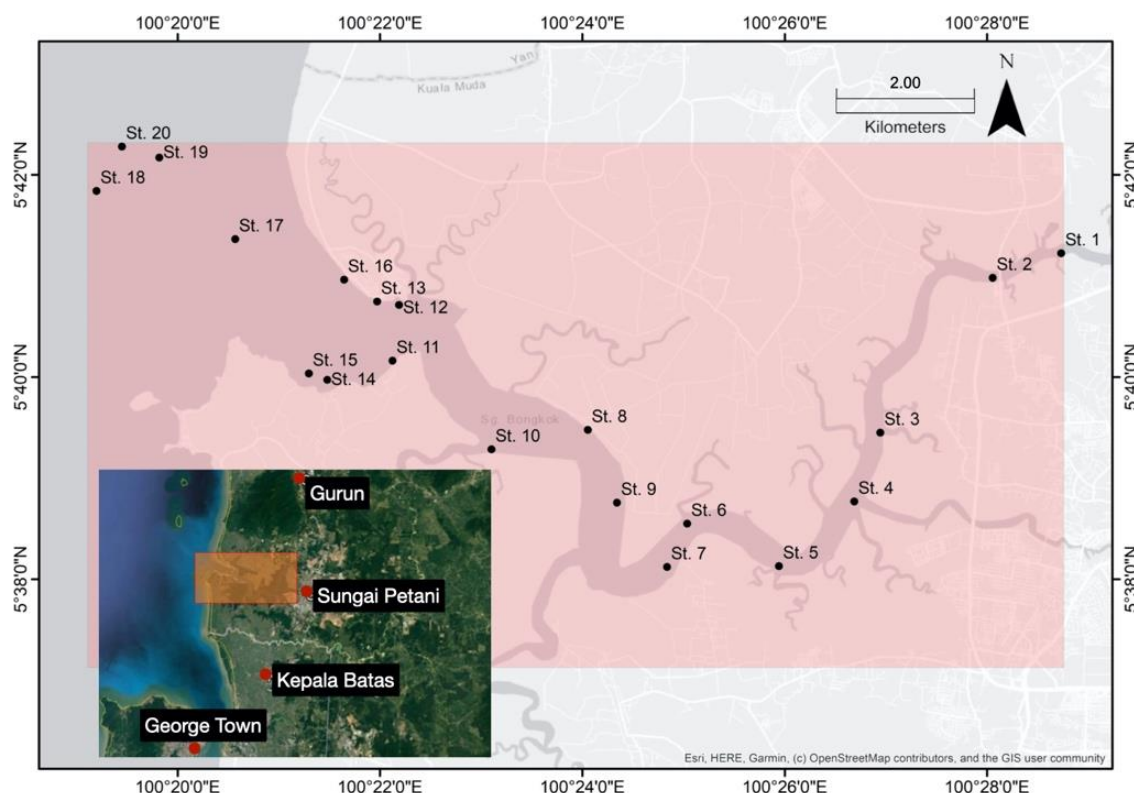 100°20'0"E
100°22'0"E
100°24'0"E
100°26'0"E
100°28'0"E
Yan
Kuala Muda
N
2.00
Kilometers
5°42'0"N
5°42'0"N
St. 20
St. 19
St. 18
St. 17
St. 1
St. 2
St. 16
St. 13
St. 12
St. 11
St. 15
St. 14
5°40'0"N
5°40'0"N
St. 8
Sg. Bongkok
St. 10
St. 3
St. 9
St. 4
St. 6
St. 7
St. 5
5°38'0"N
5°38'0"N
Gurun
Sungai Petani
Kepala Batas
George Town
Esri, HERE, Garmin, (c) OpenStreetMap contributors, and the GIS user community
100°20'0"E
100°22'0"E
100°24'0"E
100°26'0"E
100°28'0"E